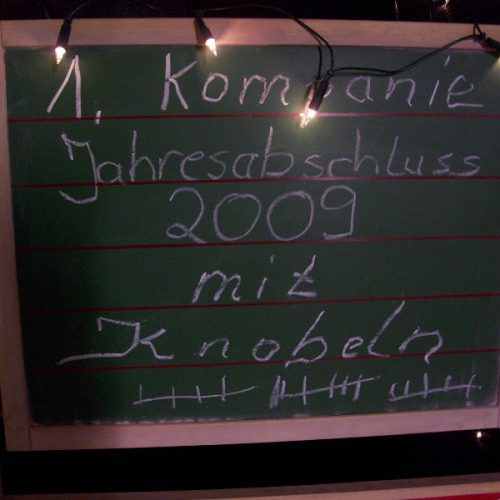 1. Kompanie
Jahresabschluss
2009
mit
Knobeln